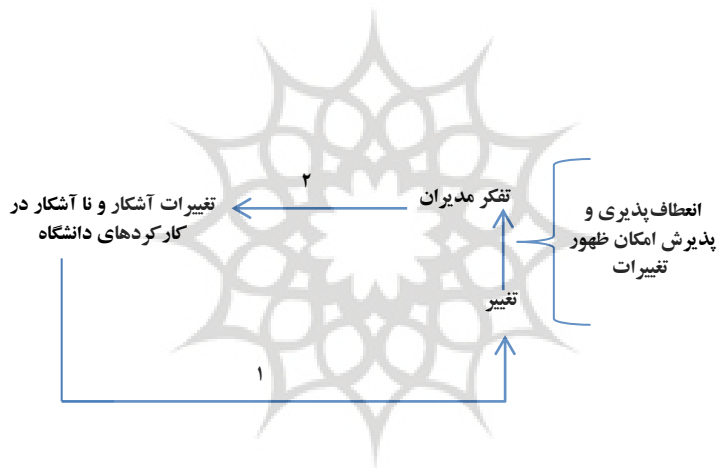 انعطاف‌پذیری و
پذیرش امکان ظهور
تغییرات
تفکر مدیران
تغییر
۲
تغییرات آشکار و نا آشکار در
کارکردهای دانشگاه
۱